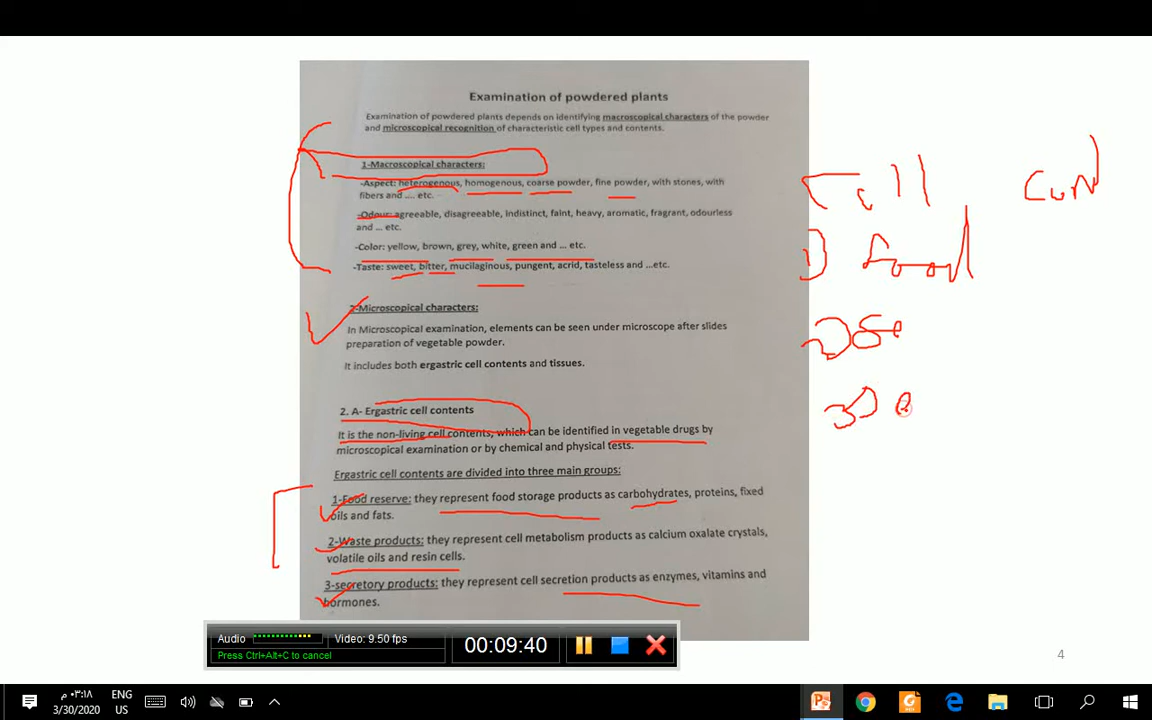 Examination of powdered plants
Examination of powdered plants depends on identifying macroscopical characters of the powder
and microscopical recognition of characteristic cell types and contents.
1-Macroscopical characters:
-Aspect: heterogenous, homogenous, coarse powder, fine powder, with stones, with
fibers and .... etc.
-Odour: agreeable, disagreeable, indistinct, faint, heavy, aromatic, fragrant, odourless
and ... etc.
-Color: yellow, brown, grey, white, green and ... etc.
-Taste: sweet, bitter, mucilaginous, pungent, acrid, tasteless and ...etc.
2-Microscopical characters:
In Microscopical examination, elements can be seen under microscope after slides
preparation of vegetable powder.
It includes both ergastric cell contents and tissues.
2. A- Ergastric cell contents
It is the non-living cell contents, which can be identified in vegetable drugs by
microscopical examination or by chemical and physical tests.
Ergastric cell contents are divided into three main groups:
1-Food reserve: they represent food storage products as carbohydrates, proteins, fixed
oils and fats.
2-Waste products: they represent cell metabolism products as calcium oxalate crystals,
volatile oils and resin cells.
3-secretory products: they represent cell secretion products as enzymes, vitamins and
hormones.
food
4
Audio
Video: 9.50 fps
Press Ctrl+Alt+C to cancel
00:09:40
ENG
US
٠٣:١٨ م
3/30/2020